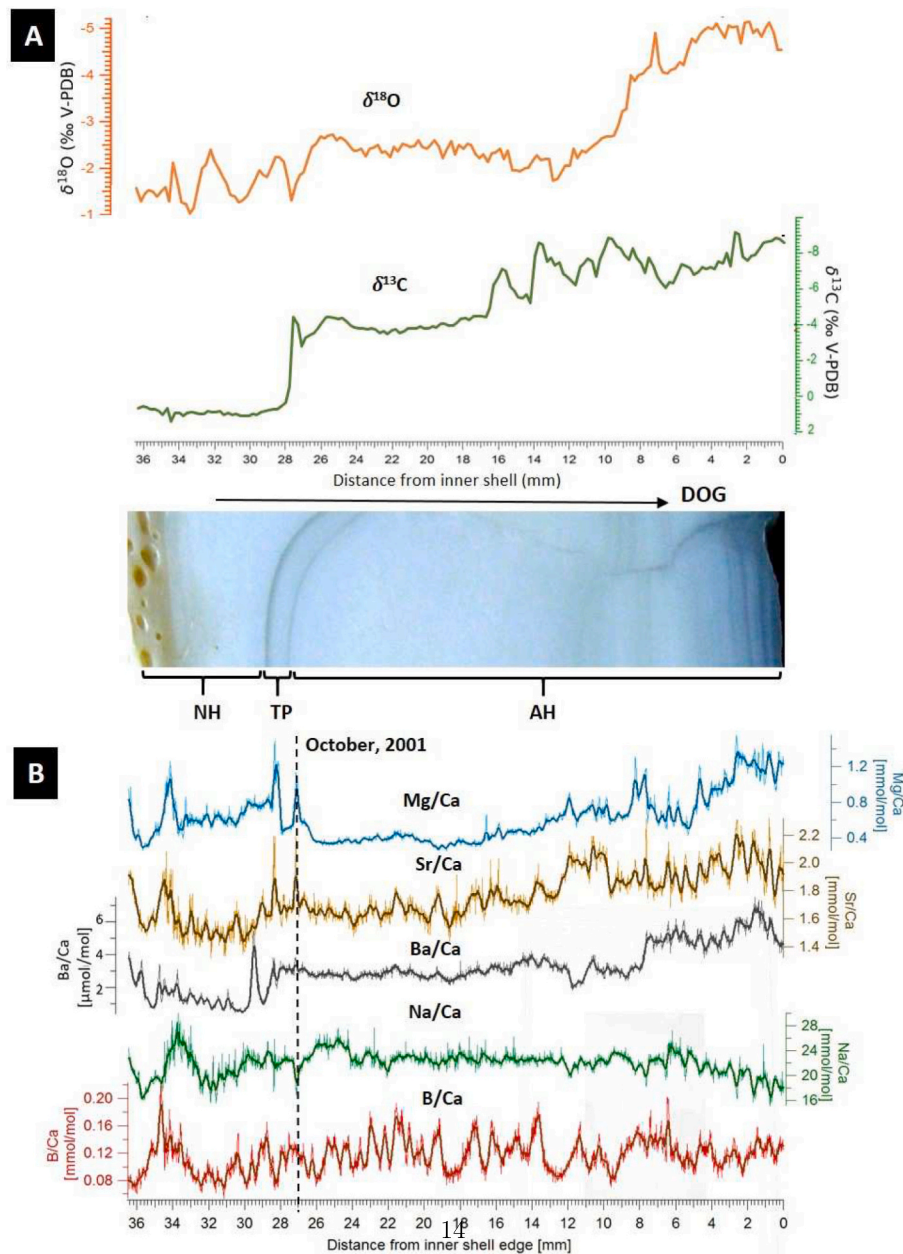 A
-5
-4
-3
-2
-1
δ18O (‰ V-PDB)
δ18O
δ13C
-8
-6
-4
-2
0
2
δ13C (‰ V-PDB)
36 34 32 30 28 26 24 22 20 18 16 14 12 10 8 6 4 2 0
Distance from inner shell (mm)
DOG
NH TP AH
B
October, 2001
Mg/Ca
1.2
0.8
0.4
Mg/Ca
[mmol/mol]
Sr/Ca
2.2
2.0
1.8
1.6
1.4
Sr/Ca
[mmol/mol]
Ba/Ca
[µmol/mol]
6
4
2
Ba/Ca
Na/Ca
28
24
20
16
Na/Ca
[mmol/mol]
B/Ca
[mmol/mol]
0.20
0.16
0.12
0.08
B/Ca
36 34 32 30 28 26 24 22 20 18 16 14 12 10 8 6 4 2 0
14
Distance from inner shell edge [mm]